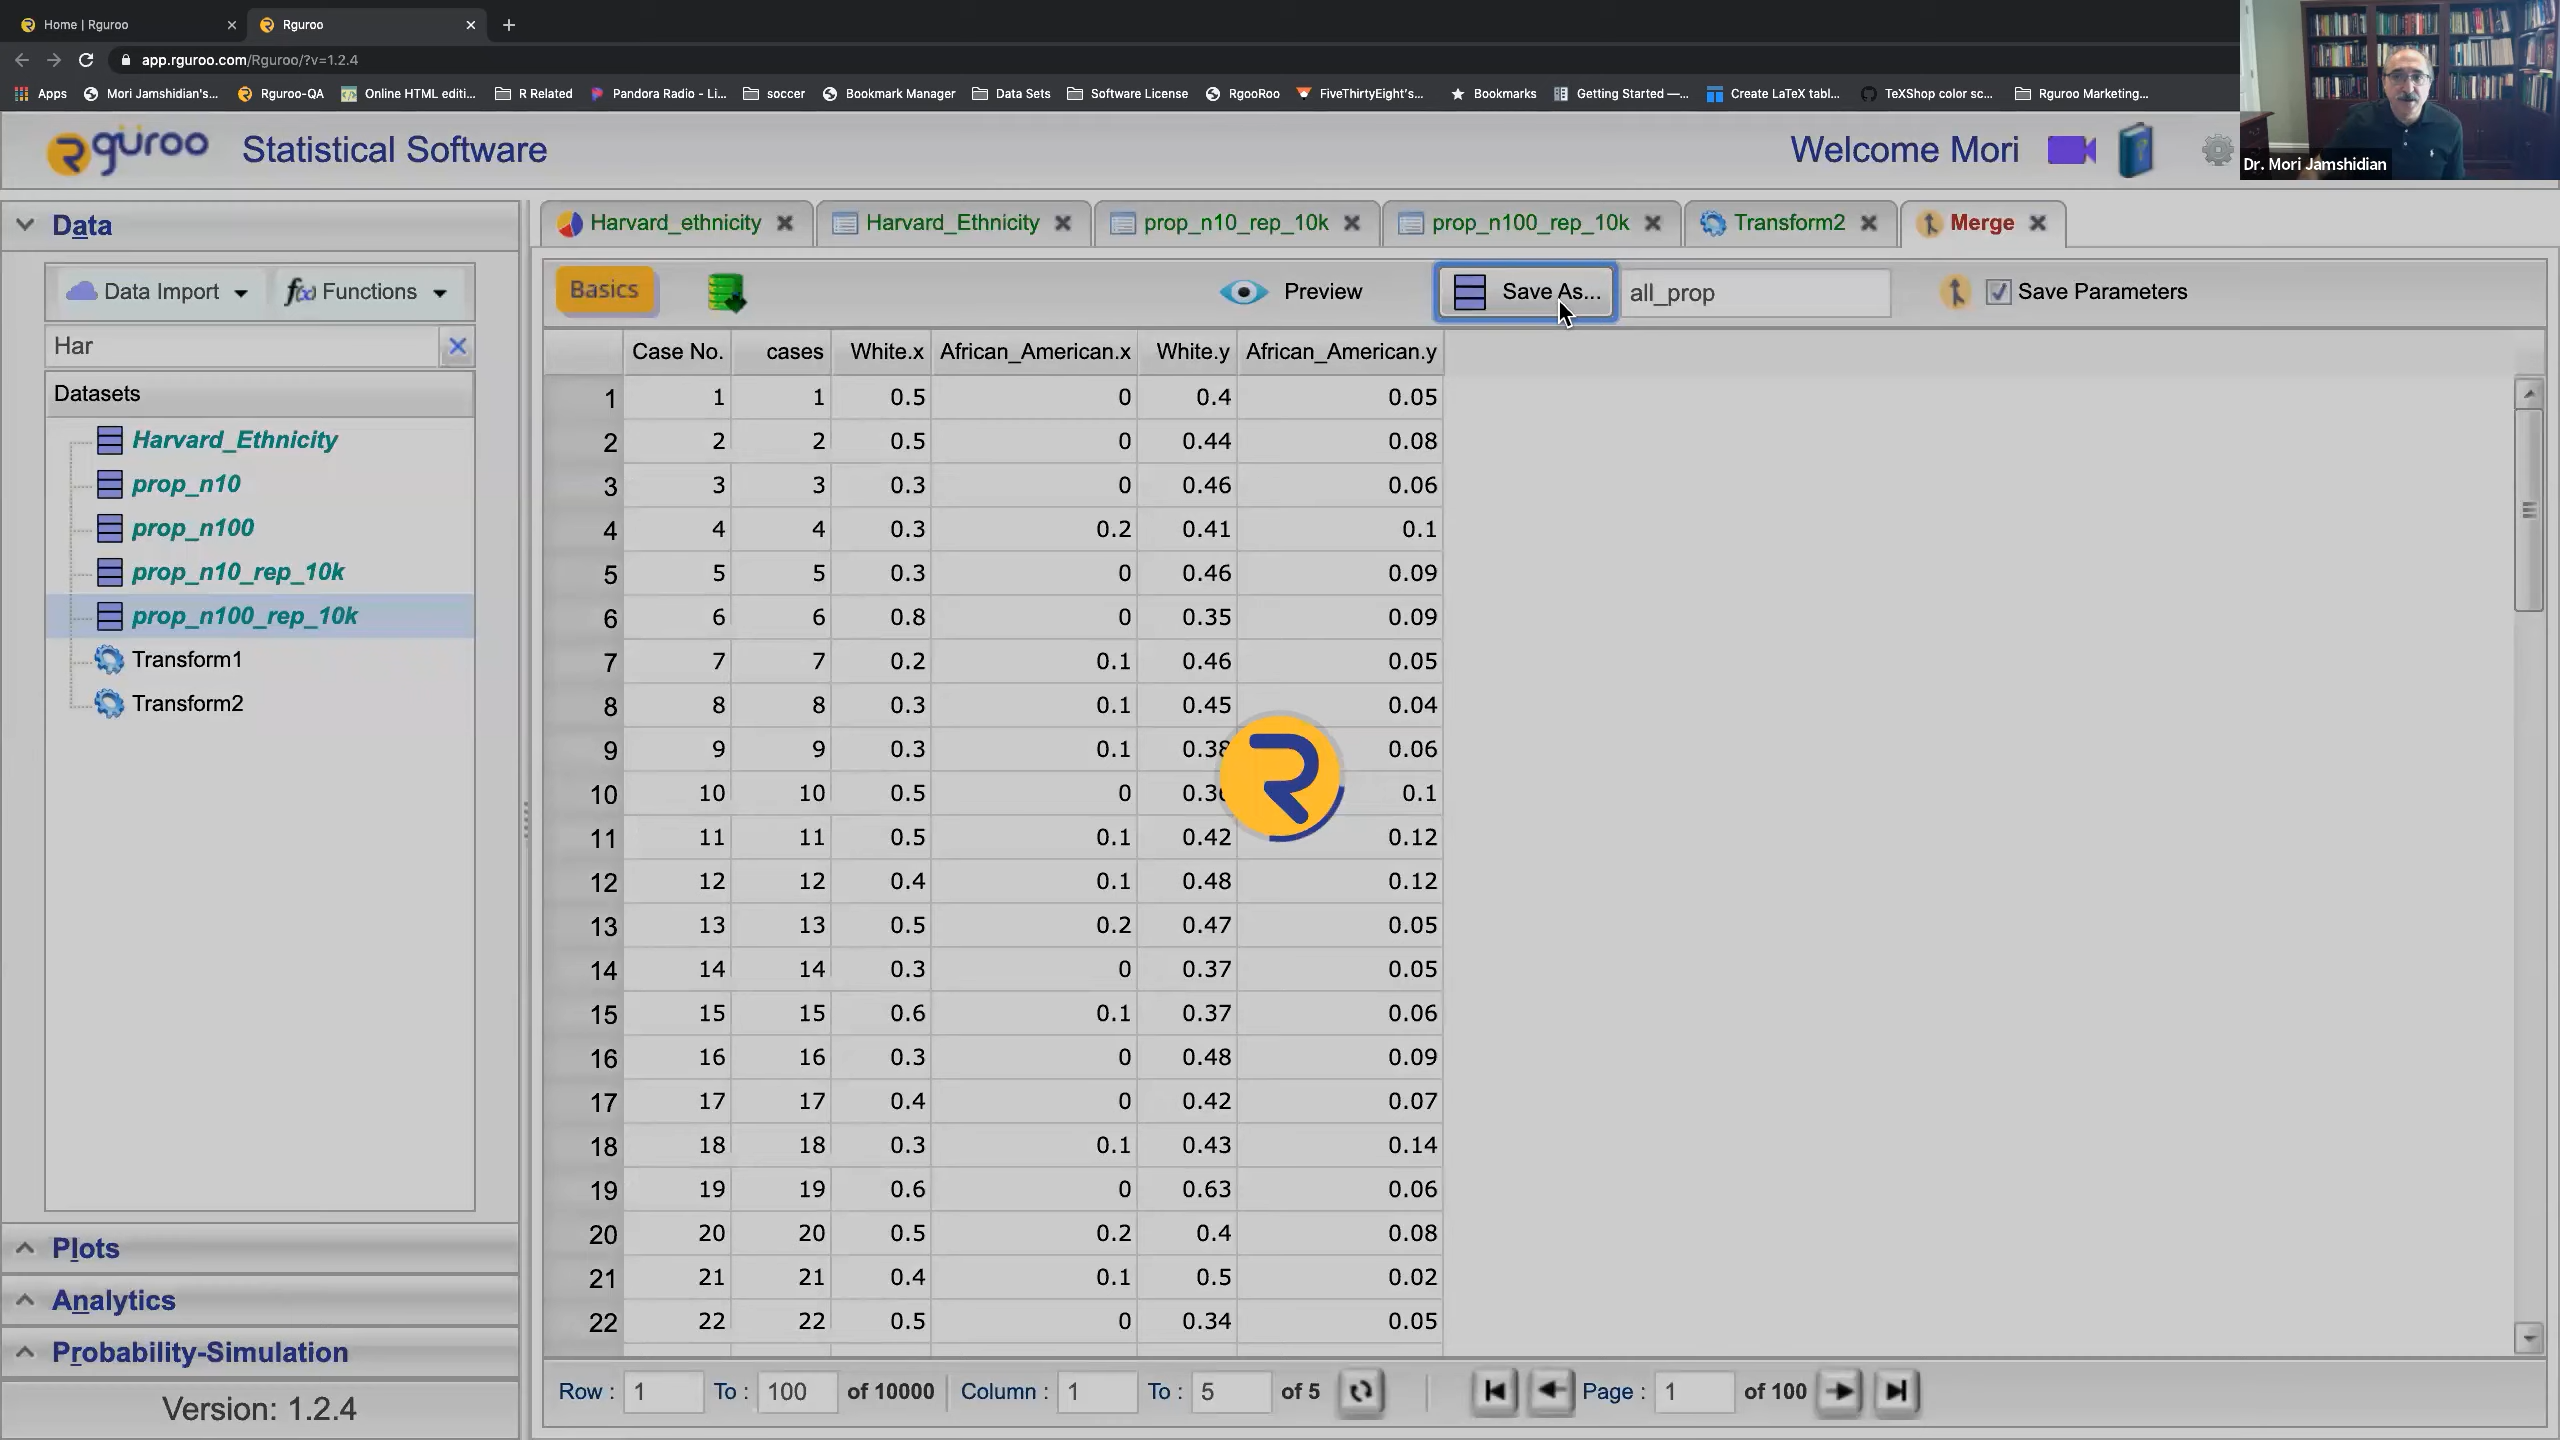 Home | Rguroo
Rguroo
app.rguroo.com/Rguroo/?v=1.2.4
Apps Mori Jamshidian's... Rguroo-QA Online HTML editi... R Related Pandora Radio - Li... soccer Bookmark Manager Data Sets Software License RgooRoo FiveThirtyEight's... Bookmarks Getting Started —... Create LaTeX tabl... TeXShop color sc... Rguroo Marketing...
rgüroo Statistical Software Welcome Mori
Dr. Mori Jamshidian
Data
Harvard_ethnicity Harvard_Ethnicity prop_n10_rep_10k prop_n100_rep_10k Transform2 Merge
Data Import f(x) Functions
Basics Preview Save As... all_prop Save Parameters
Har
Datasets
Harvard_Ethnicity
prop_n10
prop_n100
prop_n10_rep_10k
prop_n100_rep_10k
Transform1
Transform2
Case No. cases White.x African_American.x White.y African_American.y
1 1 1 0.5 0 0.4 0.05
2 2 2 0.5 0 0.44 0.08
3 3 3 0.3 0 0.46 0.06
4 4 4 0.3 0.2 0.41 0.1
5 5 5 0.3 0 0.46 0.09
6 6 6 0.8 0 0.35 0.09
7 7 7 0.2 0.1 0.46 0.05
8 8 8 0.3 0.1 0.45 0.04
9 9 9 0.3 0.1 0.38 0.06
10 10 10 0.5 0 0.1
11 11 11 0.5 0.1 0.42 0.12
12 12 12 0.4 0.1 0.48 0.12
13 13 13 0.5 0.2 0.47 0.05
14 14 14 0.3 0 0.37 0.05
15 15 15 0.6 0.1 0.37 0.06
16 16 16 0.3 0 0.48 0.09
17 17 17 0.4 0 0.42 0.07
18 18 18 0.3 0.1 0.43 0.14
19 19 19 0.6 0 0.63 0.06
20 20 20 0.5 0.2 0.4 0.08
21 21 21 0.4 0.1 0.5 0.02
22 22 22 0.5 0 0.34 0.05
Plots
Analytics
Probability-Simulation
Version: 1.2.4
Row : 1 To : 100 of 10000 Column : 1 To : 5 of 5 Page : 1 of 100